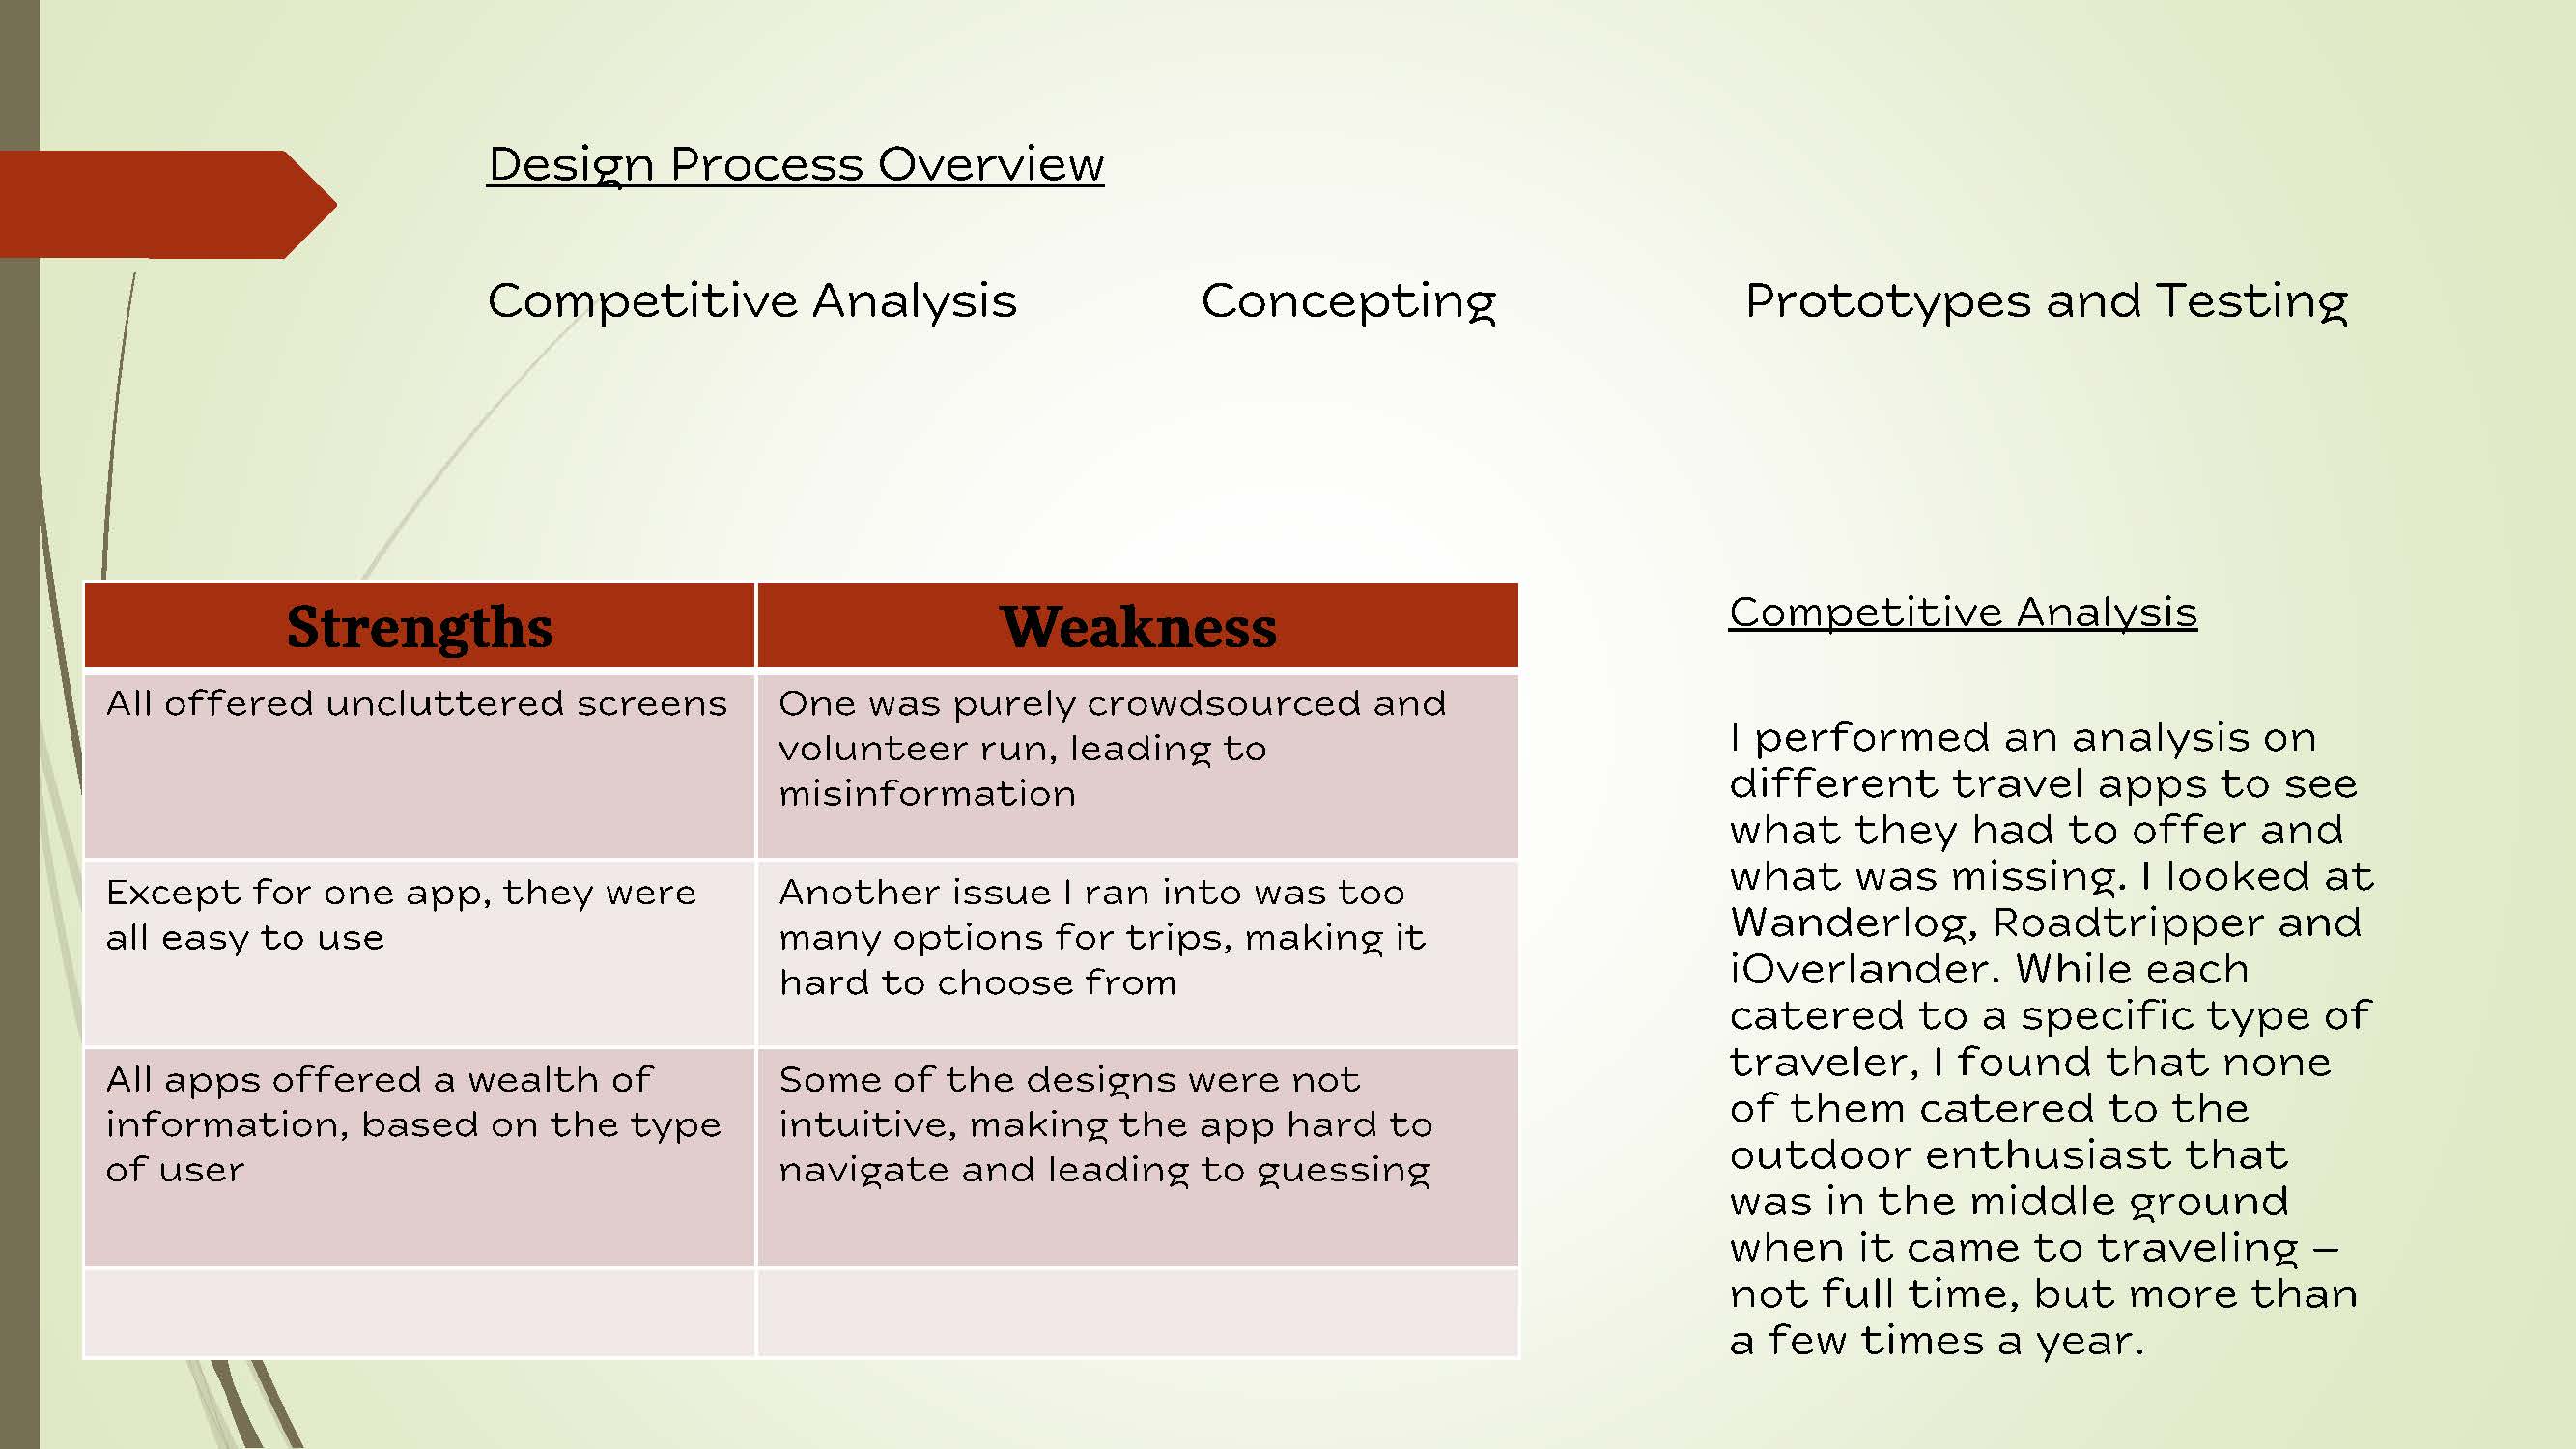 Design Process Overview
Competitive Analysis Concepting Prototypes and Testing
Strengths Weakness
All offered uncluttered screens
One was purely crowdsourced and
volunteer run, leading to
misinformation
Except for one app, they were
all easy to use
Another issue I ran into was too
many options for trips, making it
hard to choose from
All apps offered a wealth of
information, based on the type
of user
Some of the designs were not
intuitive, making the app hard to
navigate and leading to guessing
Competitive Analysis
I performed an analysis on
different travel apps to see
what they had to offer and
what was missing. I looked at
Wanderlog, Roadtripper and
iOverlander. While each
catered to a specific type of
traveler, I found that none
of them catered to the
outdoor enthusiast that
was in the middle ground
when it came to traveling –
not full time, but more than
a few times a year.